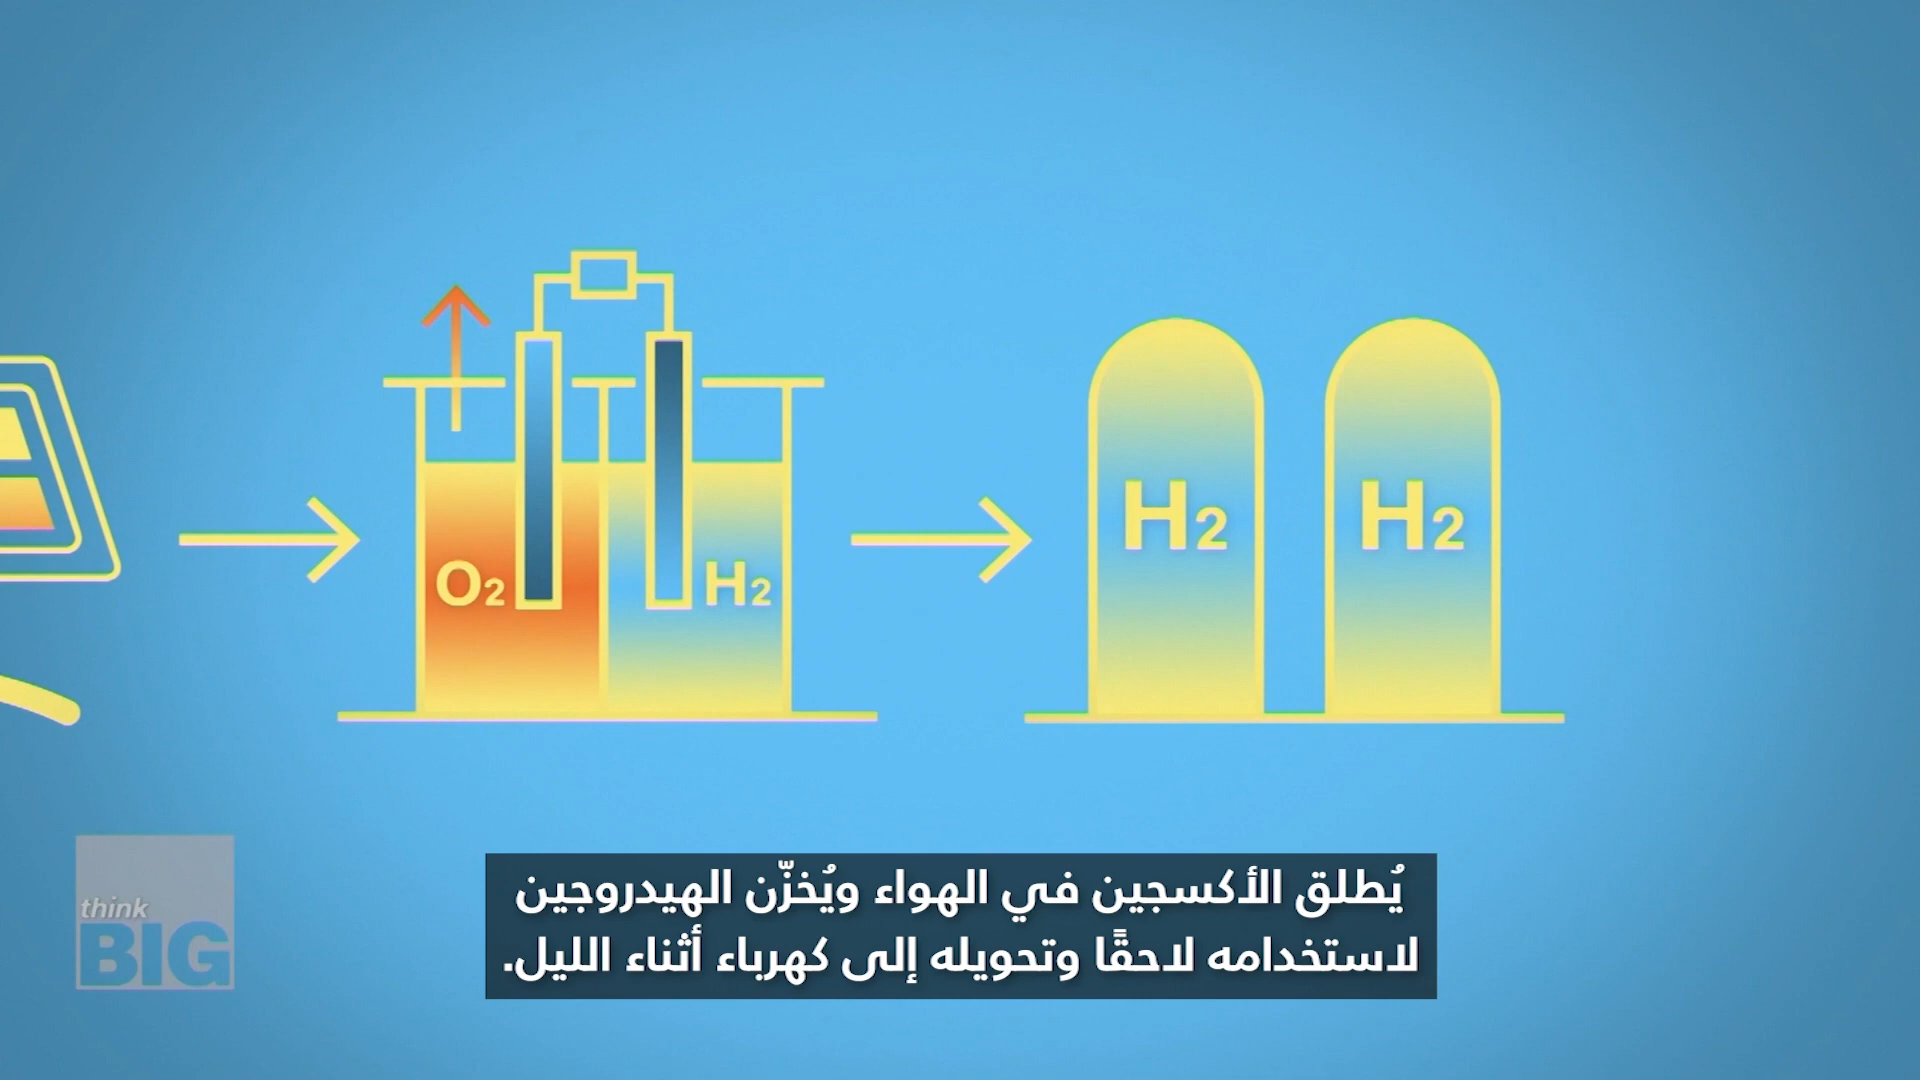 O2
H2
H2
H2
think
BIG
يُطلق الأكسجين في الهواء ويُخزّن الهيدروجين
لاستخدامه لاحقًا وتحويله إلى كهرباء أثناء الليل.